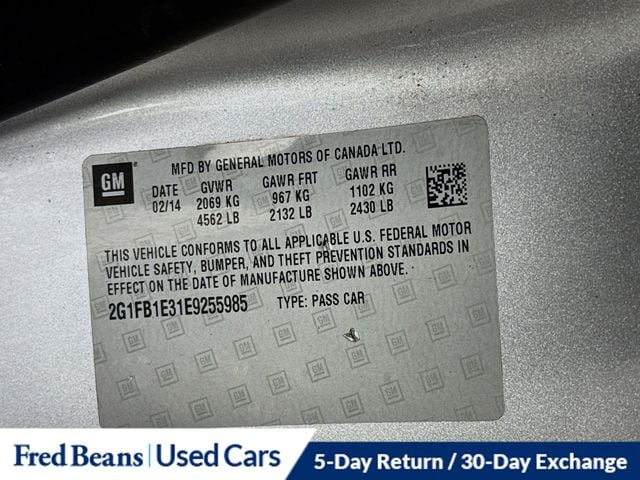 GM
MFD BY GENERAL MOTORS OF CANADA LTD.
DATE GVWR GAWR FRT GAWR RR
02/14 2069 KG 967 KG 1102 KG
4562 LB 2132 LB 2430 LB
THIS VEHICLE CONFORMS TO ALL APPLICABLE U.S. FEDERAL MOTOR
VEHICLE SAFETY, BUMPER, AND THEFT PREVENTION STANDARDS IN
EFFECT ON THE DATE OF MANUFACTURE SHOWN ABOVE.
2G1FB1E31E9255985 TYPE: PASS CAR
Fred Beans Used Cars 5-Day Return / 30-Day Exchange